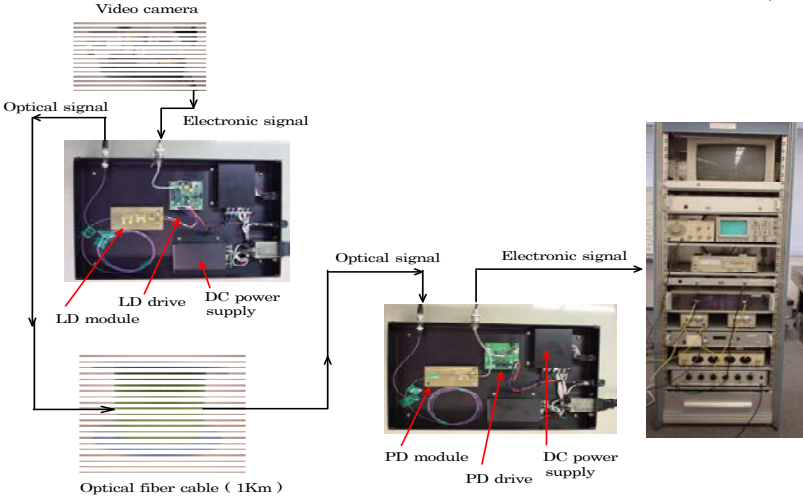 Video camera
Optical signal
Electronic signal
LD module
LD drive
DC power
supply
Optical signal
Electronic signal
PD module
PD drive
DC power
supply
Optical fiber cable ( 1Km )